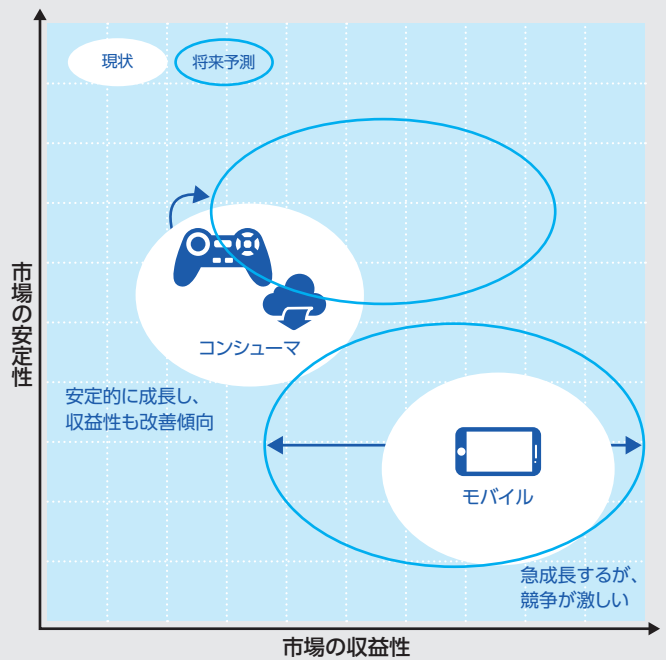 現状
将来予測
市場の安定性
コンシューマ
安定的に成長し、
収益性も改善傾向
モバイル
急成長するが、
競争が激しい
市場の収益性